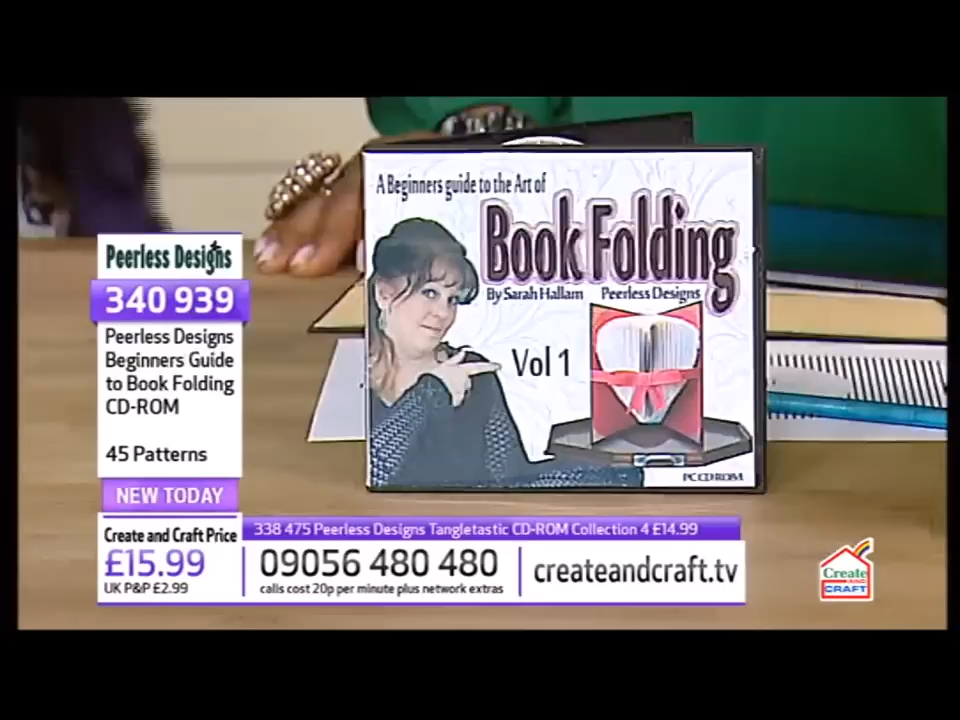 A Beginners guide to the Art of
Book Folding
By Sarah Hallam Peerless Designs
Vol 1
PC CD ROM
Peerless Designs
340 939
Peerless Designs
Beginners Guide
to Book Folding
CD-ROM
45 Patterns
NEW TODAY
Create and Craft Price
£15.99
UK P&P £2.99
338 475 Peerless Designs Tangletastic CD-ROM Collection 4 £14.99
09056 480 480
calls cost 20p per minute plus network extras
createandcraft.tv
Create
AND
CRAFT